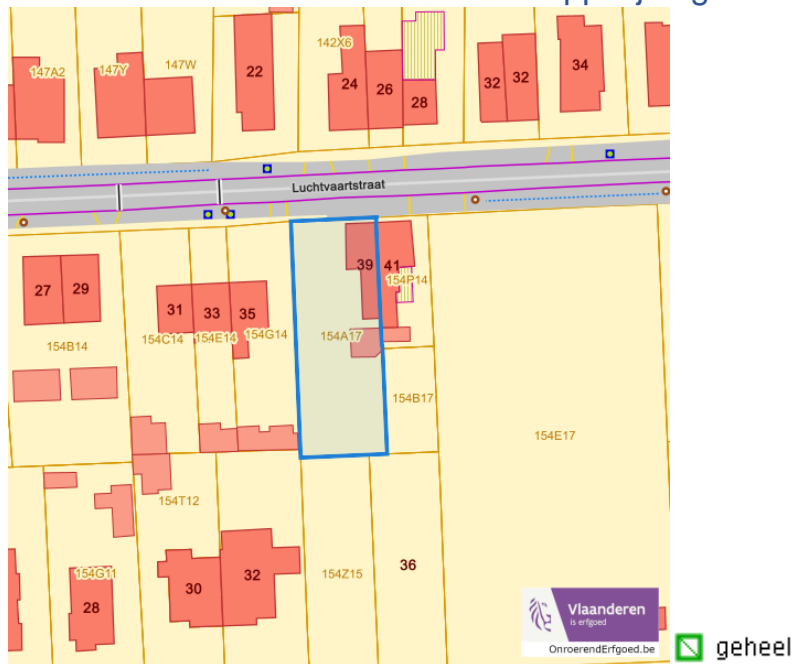 147A2
147Y
147W
22
142X6
24
26
28
32
32
34
Luchtvaartstraat
27
29
154B14
31
33
35
154C14
154E14
154G14
39
41
154P14
154A17
154B17
154E17
154T12
154G11
28
30
32
154Z15
36
Vlaanderen
is erfgoed
OnroerendErfgoed.be
geheel